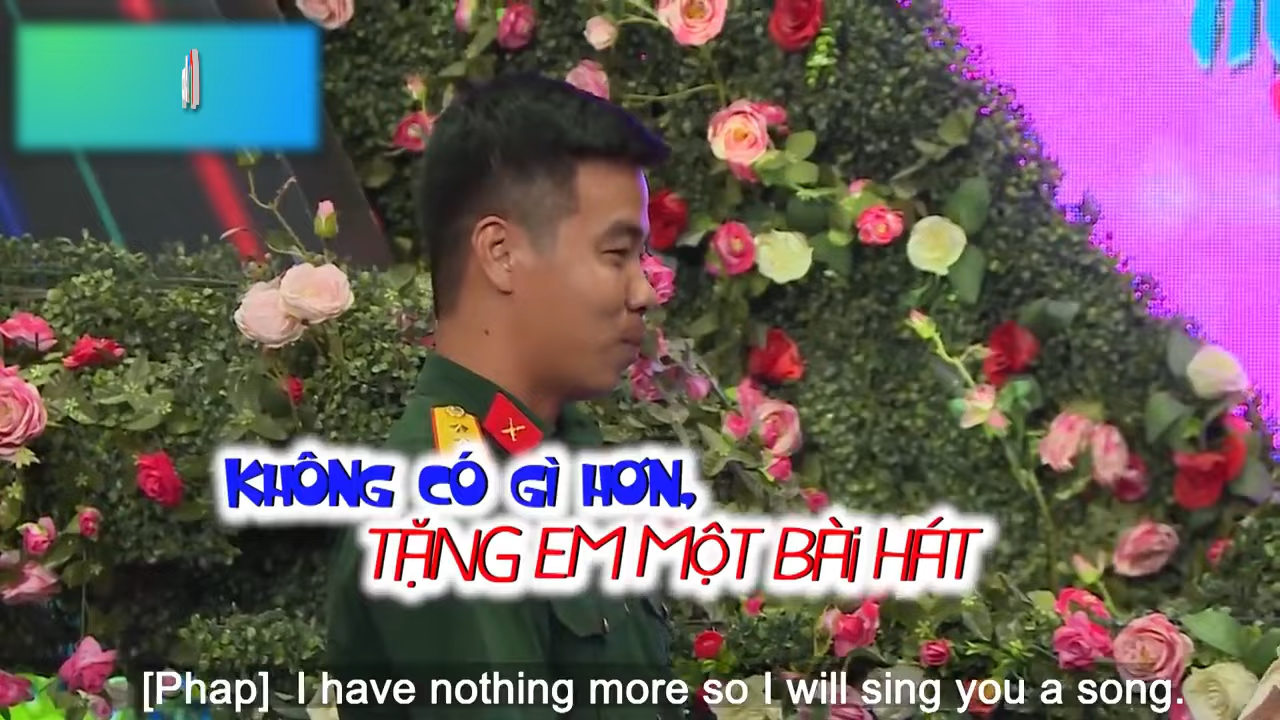 KHÔNG CÓ GÌ HƠN,
TẶNG EM MỘT BÀI HÁT
[Phap]  I have nothing more so I will sing you a song.